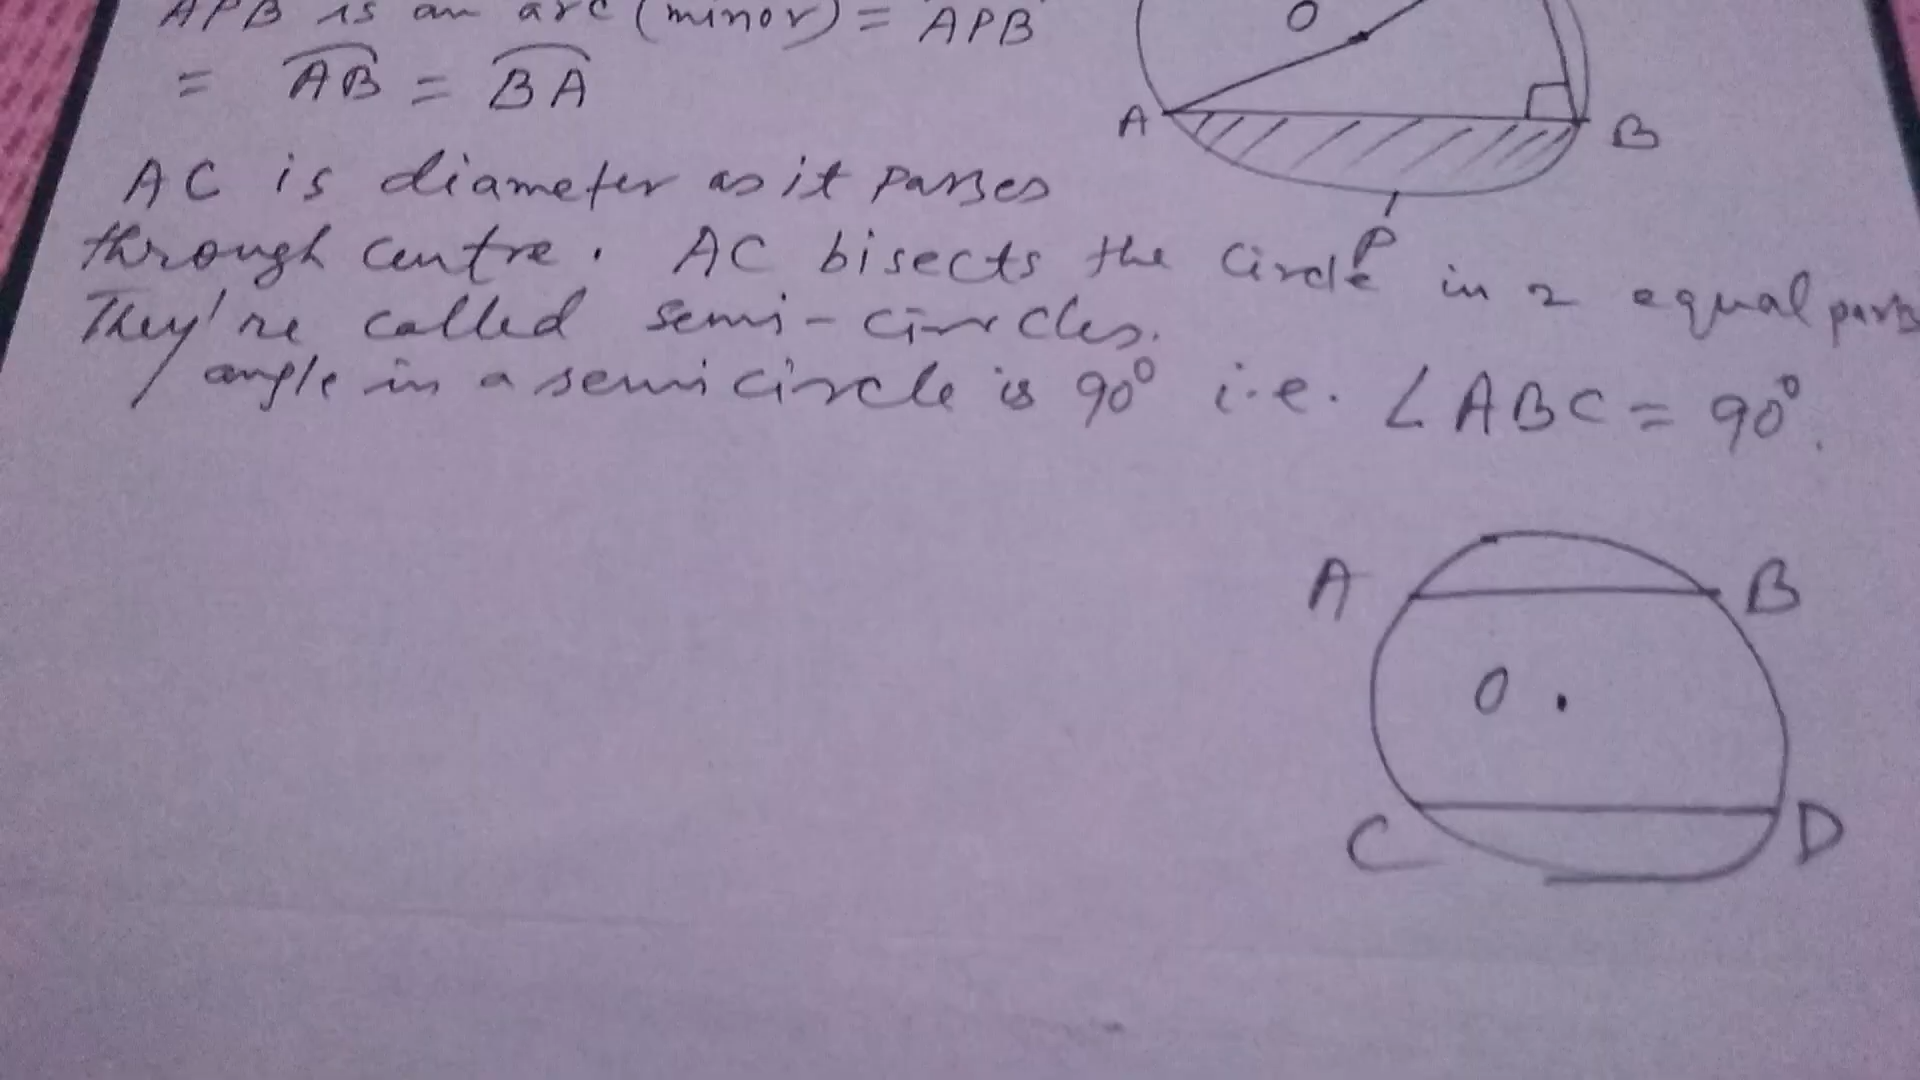 APB is an arc (minor) = APB
= AB = BA
AC is diameter as it passes
through centre. AC bisects the circle in 2 equal parts
They're called semi-circles.
angle in a semicircle is 90° i.e. ∠ABC = 90°.
O
A
B
P
A
B
O
C
D